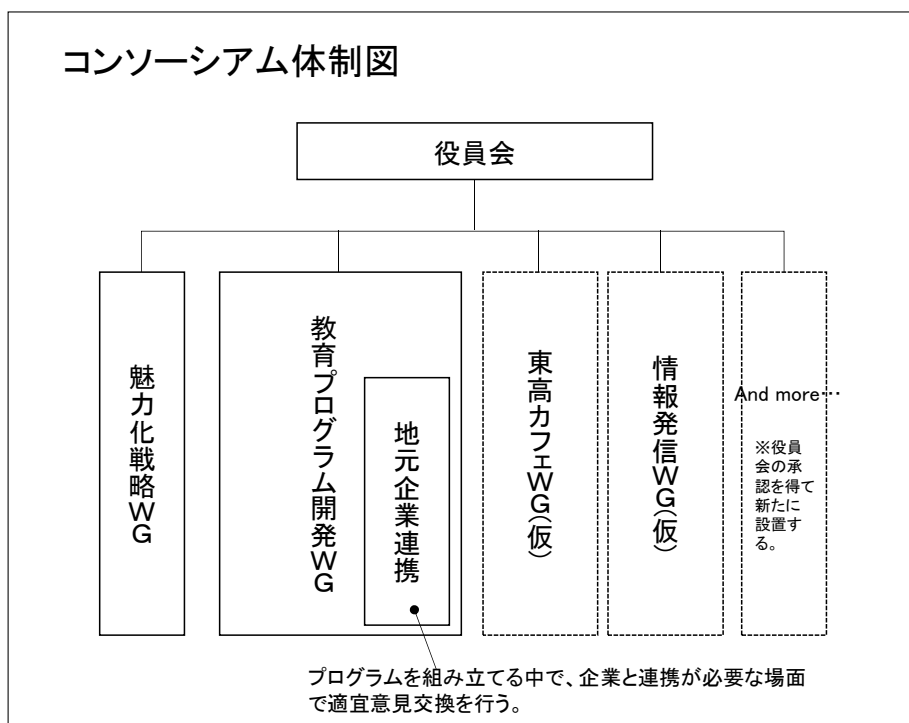 コンソーシアム体制図
役員会
魅力化戦略ＷＧ
教育プログラム開発ＷＧ
地元企業連携
東高カフェＷＧ（仮）
情報発信ＷＧ（仮）
And more…
※役員
会の承
認を得て
新たに
設置す
る。
プログラムを組み立てる中で、企業と連携が必要な場面
で適宜意見交換を行う。